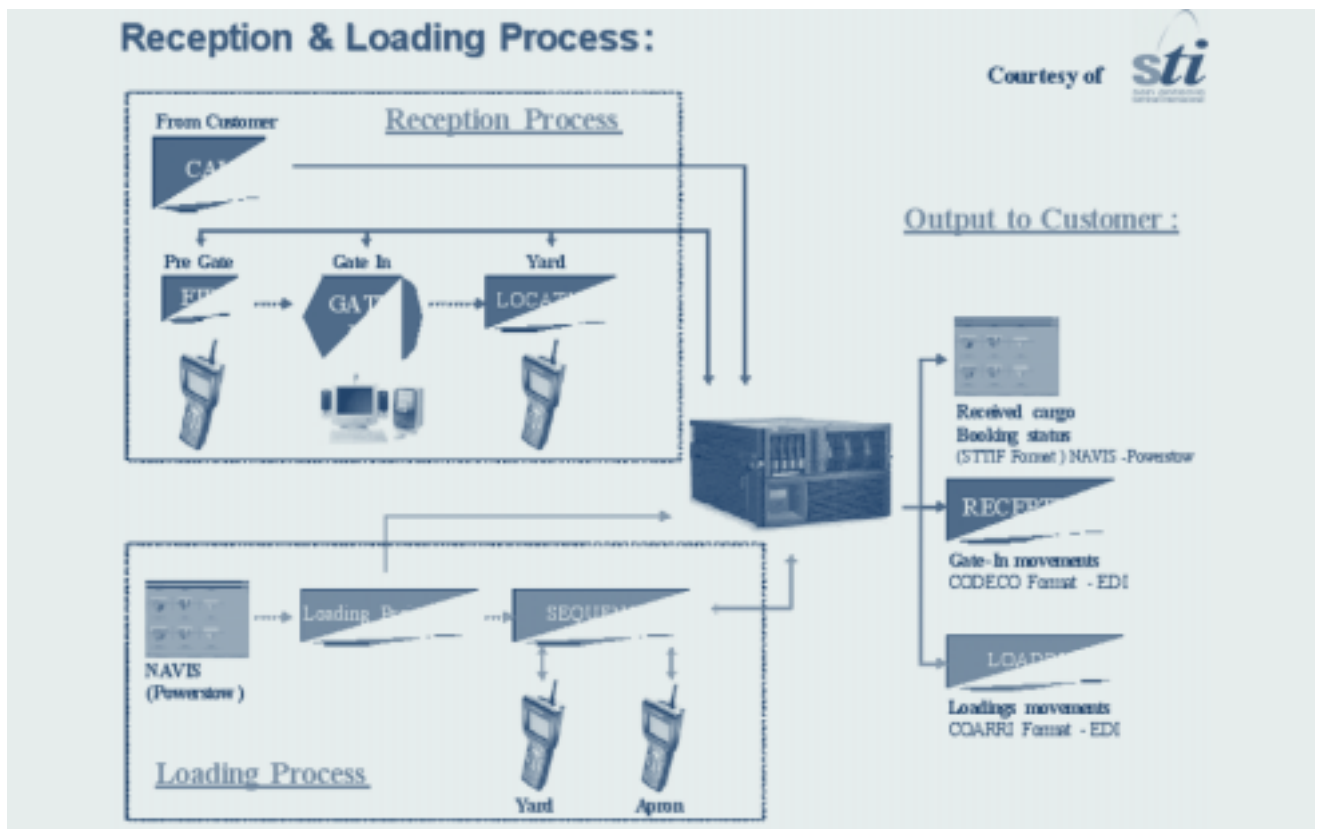 Reception & Loading Process:
Courtesy of
sti
From Customer
Reception Process
Output to Customer :
Pre Gate
Gate In
Yard
Received cargo
Booking status
(STTIF Format ) NAVIS -Powerstow
Gate-In movements
CODECO Format - EDI
Loading
NAVIS
(Powerstow )
Loadings movements
COARRI Format - EDI
Loading Process
Yard
Apron